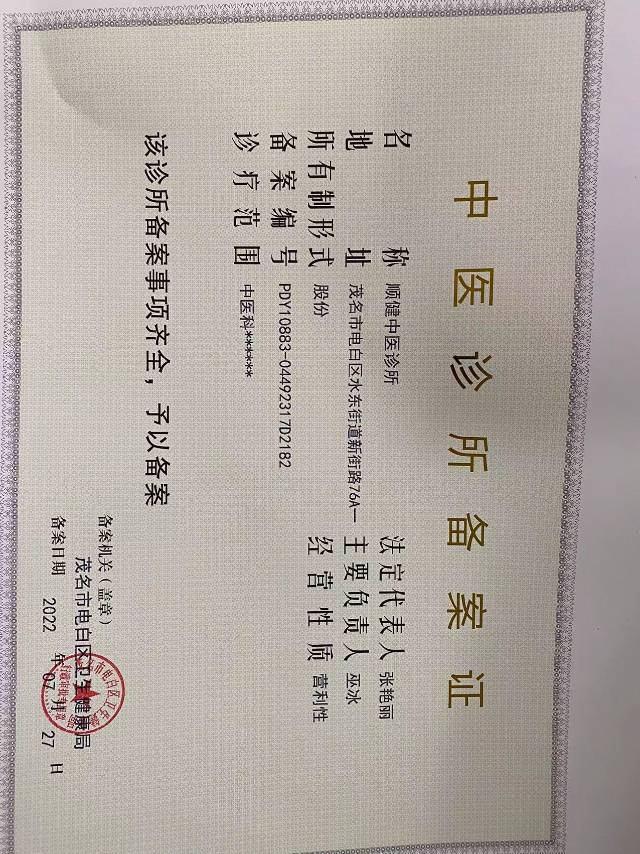 中医诊所备案证
名称 顺健中医诊所 法定代表人 张艳丽
地址 茂名市电白区水东街道新街路76A一 主要负责人 巫冰
所有制形式 股份 经营性质 营利性
备案编号 PDY10883-04492317D2182
诊疗范围 中医科*****
该诊所备案事项齐全，予以备案
备案机关（盖章）
茂名市电白区卫生健康局
备案日期 2022 年 07 月 27 日